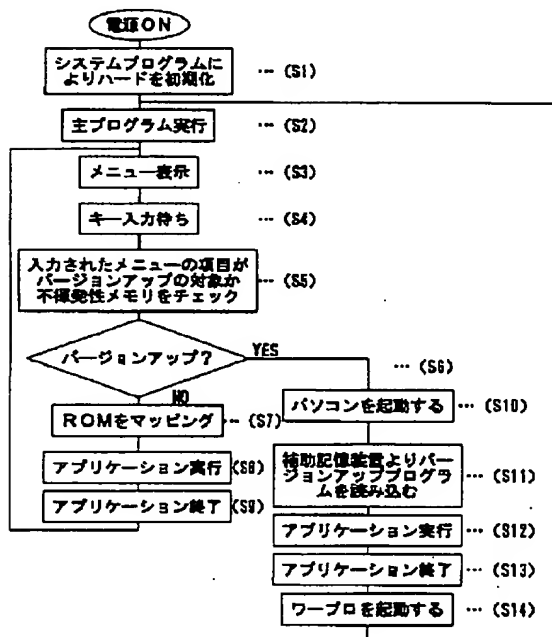 電源ON
システムプログラムに
よりハードを初期化
… (S1)
主プログラム実行
… (S2)
メニュー表示
… (S3)
キー入力待ち
… (S4)
入力されたメニューの項目が
バージョンアップの対象か
不揮発性メモリをチェック
… (S5)
バージョンアップ?
YES
… (S6)
NO
ROMをマッピング
… (S7)
アプリケーション実行
(S8)
アプリケーション終了
(S9)
パソコンを起動する
… (S10)
補助記憶装置よりバー
ジョンアッププログラ
ムを読み込む
… (S11)
アプリケーション実行
… (S12)
アプリケーション終了
… (S13)
ワープロを起動する
… (S14)